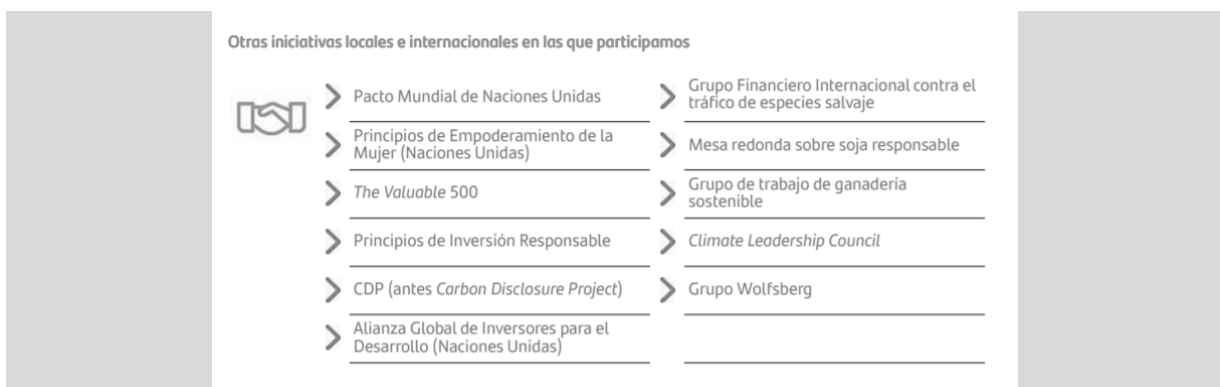 Otras iniciativas locales e internacionales en las que participamos
Pacto Mundial de Naciones Unidas
Principios de Empoderamiento de la
Mujer (Naciones Unidas)
The Valuable 500
Principios de Inversión Responsable
CDP (antes Carbon Disclosure Project)
Alianza Global de Inversores para el
Desarrollo (Naciones Unidas)
Grupo Financiero Internacional contra el
tráfico de especies salvaje
Mesa redonda sobre soja responsable
Grupo de trabajo de ganadería
sostenible
Climate Leadership Council
Grupo Wolfsberg